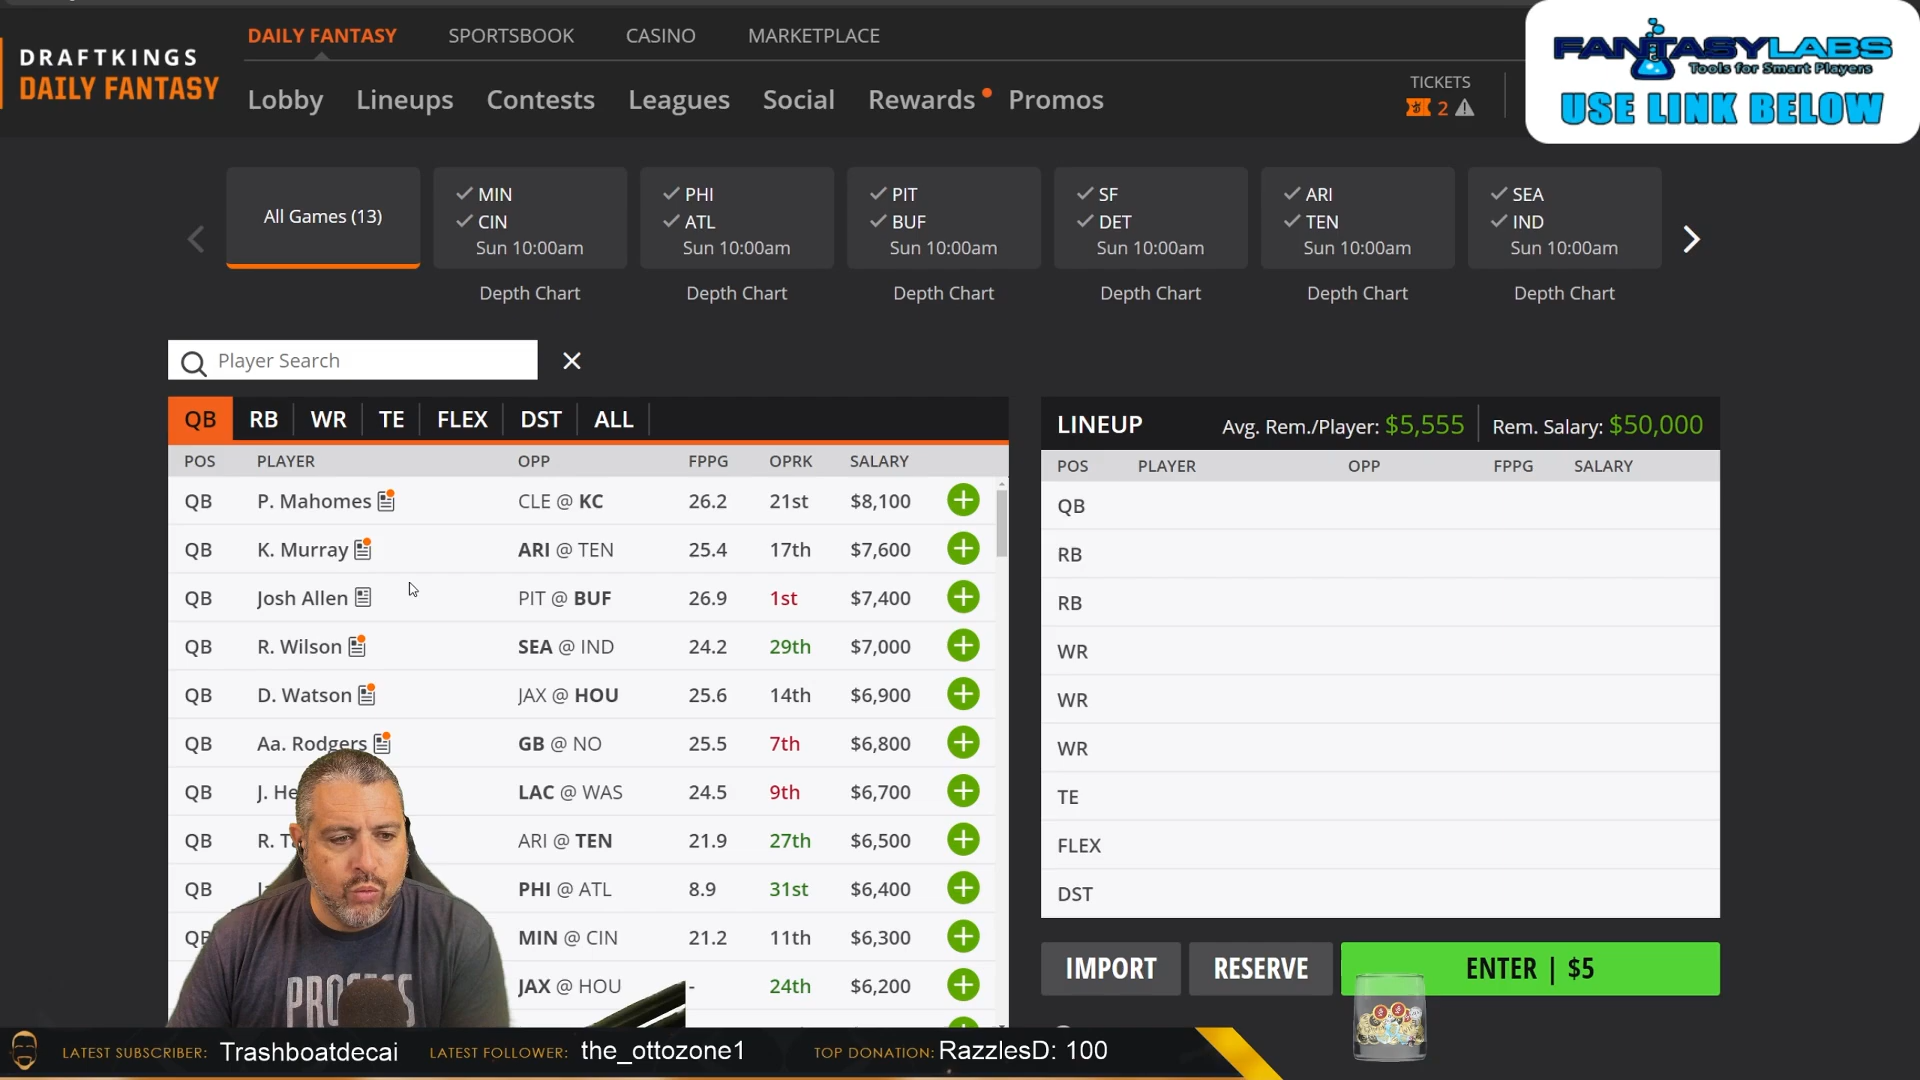 DRAFTKINGS
DAILY FANTASY
DAILY FANTASY SPORTSBOOK CASINO MARKETPLACE
Lobby Lineups Contests Leagues Social Rewards Promos
TICKETS
2
FANTASYLABS
Tools for Smart Players
USE LINK BELOW
All Games (13)
MIN
CIN
Sun 10:00am
Depth Chart
PHI
ATL
Sun 10:00am
Depth Chart
PIT
BUF
Sun 10:00am
Depth Chart
SF
DET
Sun 10:00am
Depth Chart
ARI
TEN
Sun 10:00am
Depth Chart
SEA
IND
Sun 10:00am
Depth Chart
Player Search
QB RB WR TE FLEX DST ALL
POS PLAYER OPP FPPG OPRK SALARY
QB P. Mahomes CLE @ KC 26.2 21st $8,100
QB K. Murray ARI @ TEN 25.4 17th $7,600
QB Josh Allen PIT @ BUF 26.9 1st $7,400
QB R. Wilson SEA @ IND 24.2 29th $7,000
QB D. Watson JAX @ HOU 25.6 14th $6,900
QB Aa. Rodgers GB @ NO 25.5 7th $6,800
QB J. He LAC @ WAS 24.5 9th $6,700
QB R. T ARI @ TEN 21.9 27th $6,500
QB PHI @ ATL 8.9 31st $6,400
QB MIN @ CIN 21.2 11th $6,300
JAX @ HOU - 24th $6,200
LINEUP Avg. Rem./Player: $5,555 Rem. Salary: $50,000
POS PLAYER OPP FPPG SALARY
QB
RB
RB
WR
WR
WR
TE
FLEX
DST
IMPORT RESERVE ENTER | $5
LATEST SUBSCRIBER: Trashboatdecai LATEST FOLLOWER: the_ottozone1 TOP DONATION: RazzlesD: 100